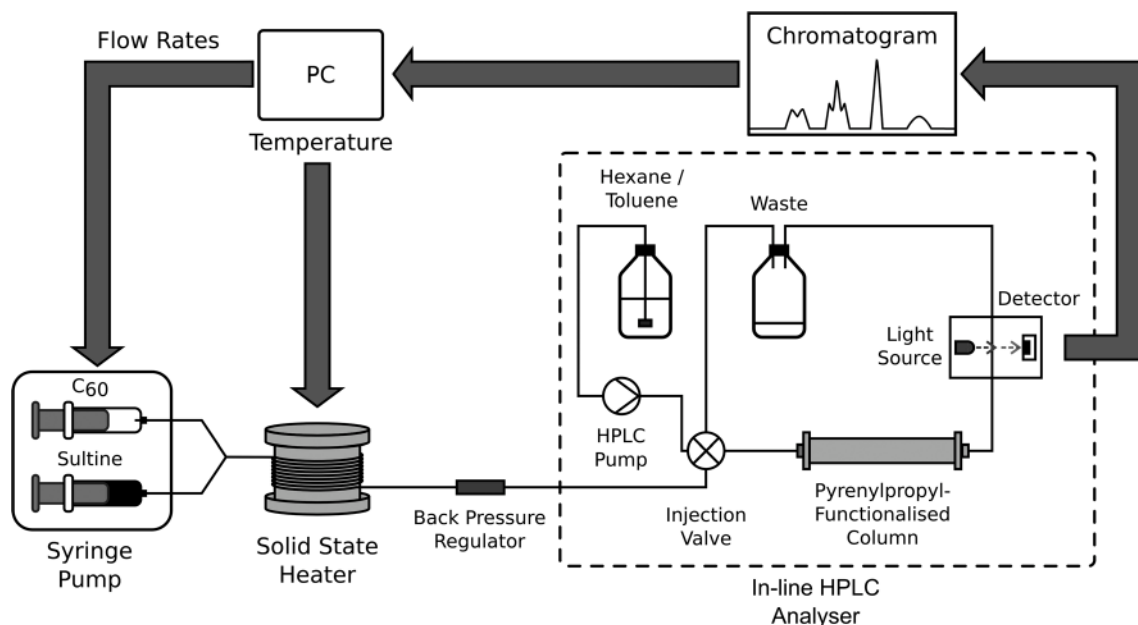 Flow Rates
PC
Temperature
Chromatogram
Hexane /
Toluene
Waste
Detector
Light
Source
C60
Sultine
HPLC
Pump
Syringe
Pump
Solid State
Heater
Back Pressure
Regulator
Injection
Valve
Pyrenylpropyl-
Functionalised
Column
In-line HPLC
Analyser